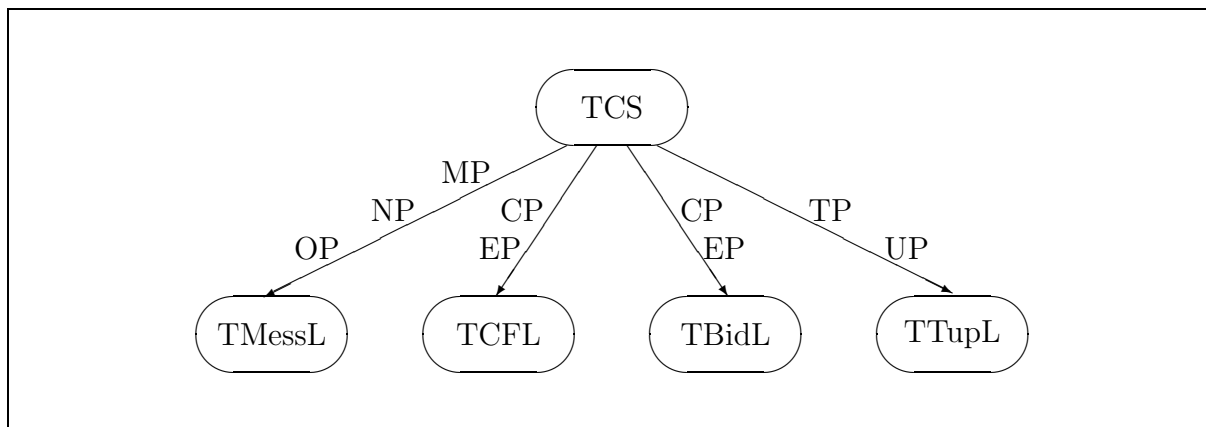 TCS
MP
NP CP CP TP
OP EP EP UP
TMessL TCFL TBidL TTupL